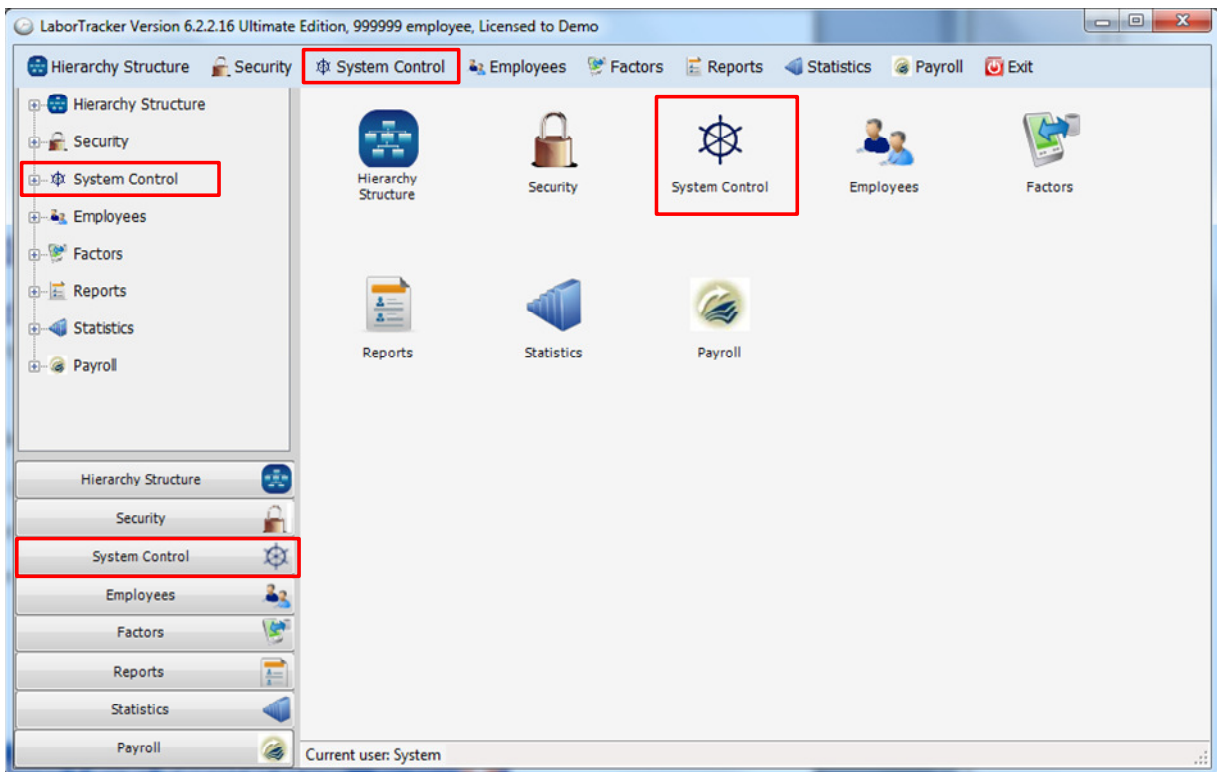 LaborTracker Version 6.2.2.16 Ultimate Edition, 999999 employee, Licensed to Demo
Hierarchy Structure Security System Control Employees Factors Reports Statistics Payroll Exit
Hierarchy Structure
Security
System Control
Employees
Factors
Reports
Statistics
Payroll
Hierarchy
Structure
Security
System Control
Employees
Factors
Reports
Statistics
Payroll
Hierarchy Structure
Security
System Control
Employees
Factors
Reports
Statistics
Payroll
Current user: System